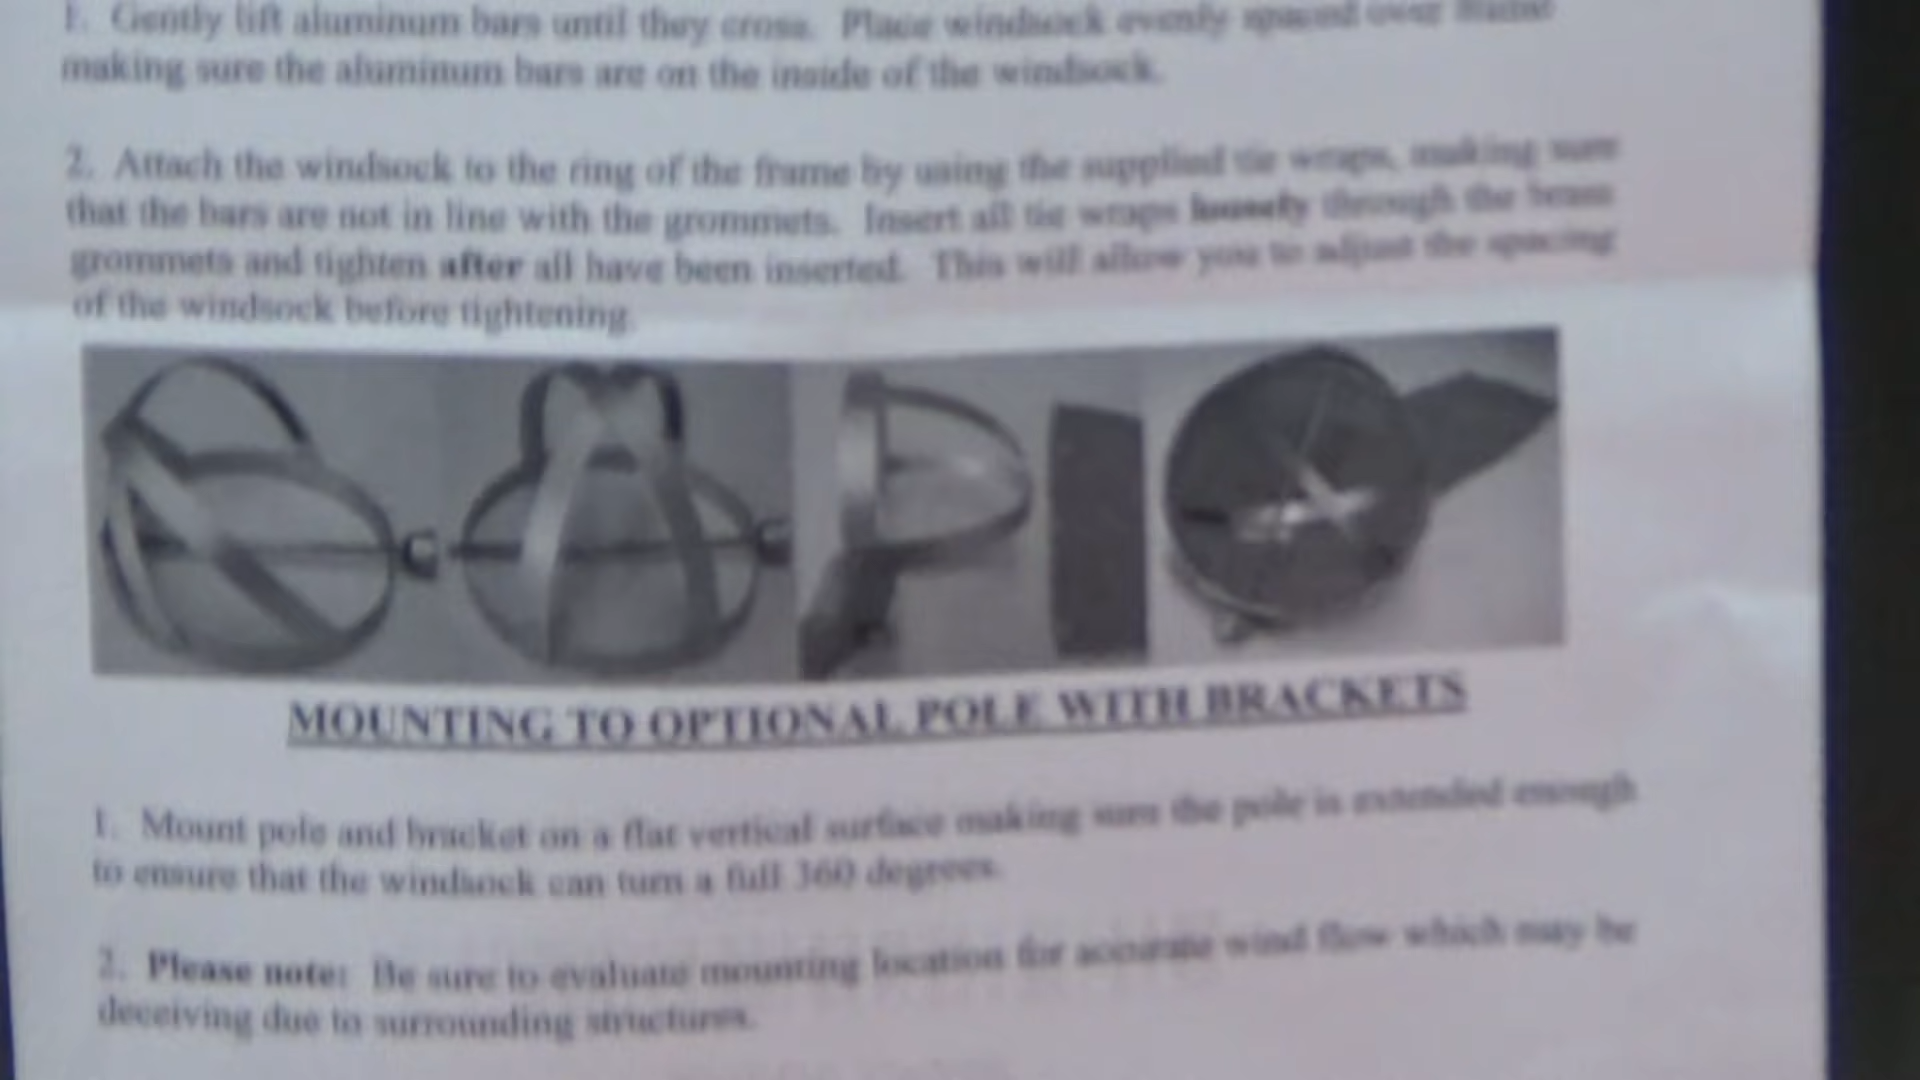 1. Gently lift aluminum bars until they cross. Place windsock evenly spaced over frame
making sure the aluminum bars are on the inside of the windsock.
2. Attach the windsock to the ring of the frame by using the supplied tie wraps, making sure
that the bars are not in line with the grommets. Insert all tie wraps loosely through the brass
grommets and tighten after all have been inserted. This will allow you to adjust the spacing
of the windsock before tightening.
MOUNTING TO OPTIONAL POLE WITH BRACKETS
1. Mount pole and bracket on a flat vertical surface making sure the pole is extended enough
to ensure that the windsock can turn a full 360 degrees.
2. Please note: Be sure to evaluate mounting location for accurate wind flow which may be
deceiving due to surrounding structures.